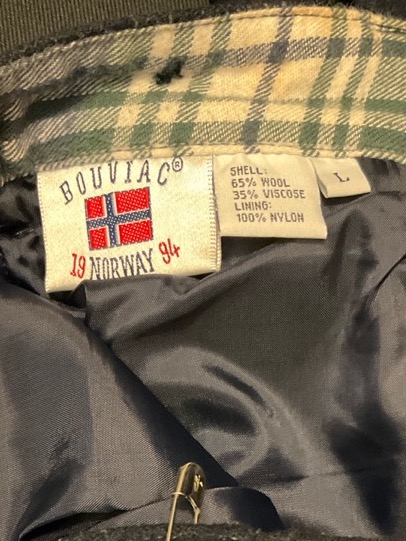 BOUVIAC®
19 NORWAY 94
SHELL:
65% WOOL
35% VISCOSE
LINING:
100% NYLON
L